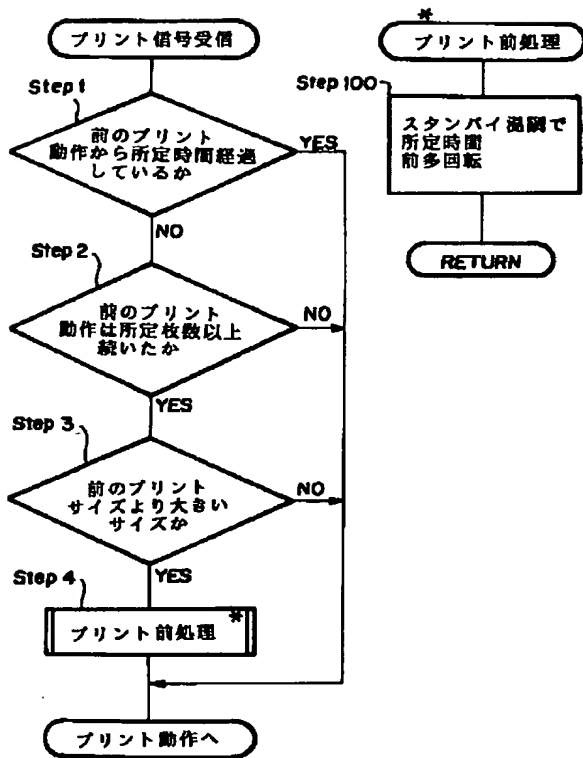 プリント信号受信
Step 1
前のプリント
動作から所定時間経過
しているか
YES
NO
Step 2
前のプリント
動作は所定枚数以上
続いたか
NO
YES
Step 3
前のプリント
サイズより大きい
サイズか
NO
YES
Step 4
プリント前処理
*
プリント動作へ
*
プリント前処理
Step 100
スタンバイ温調で
所定時間
前多回転
RETURN